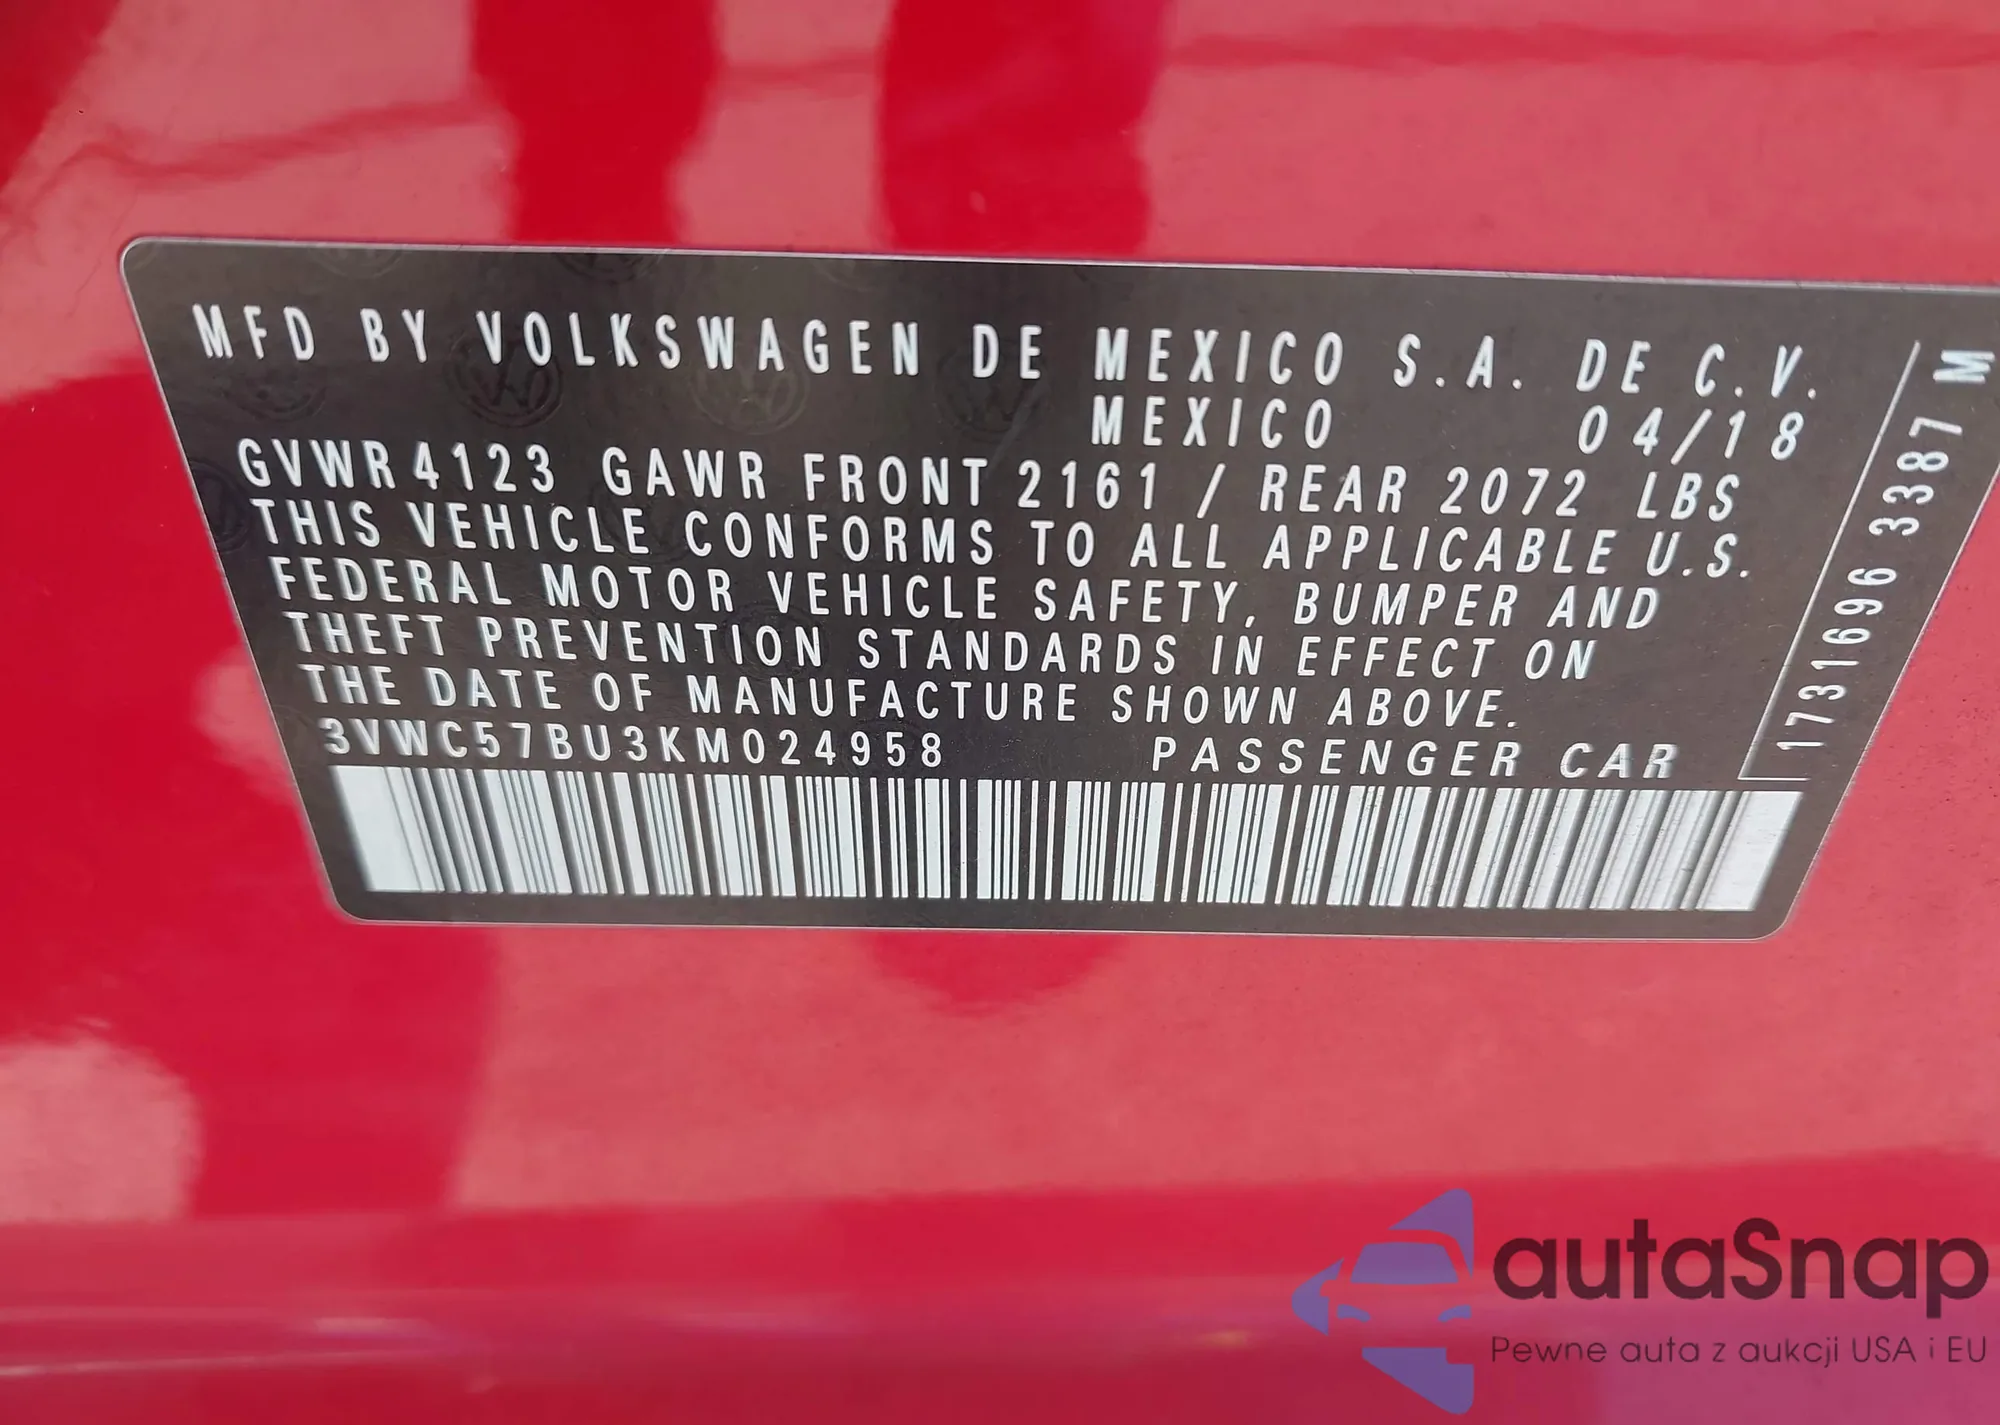 MFD BY VOLKSWAGEN DE MEXICO S.A. DE C.V.
MEXICO 04/18
GVWR 4123 GAWR FRONT 2161 / REAR 2072 LBS
THIS VEHICLE CONFORMS TO ALL APPLICABLE U.S.
FEDERAL MOTOR VEHICLE SAFETY, BUMPER AND
THEFT PREVENTION STANDARDS IN EFFECT ON
THE DATE OF MANUFACTURE SHOWN ABOVE.
3VWC57BU3KM024958 PASSENGER CAR
1731696 3387 M
autaSnap
Pewne auta z aukcji USA i EU